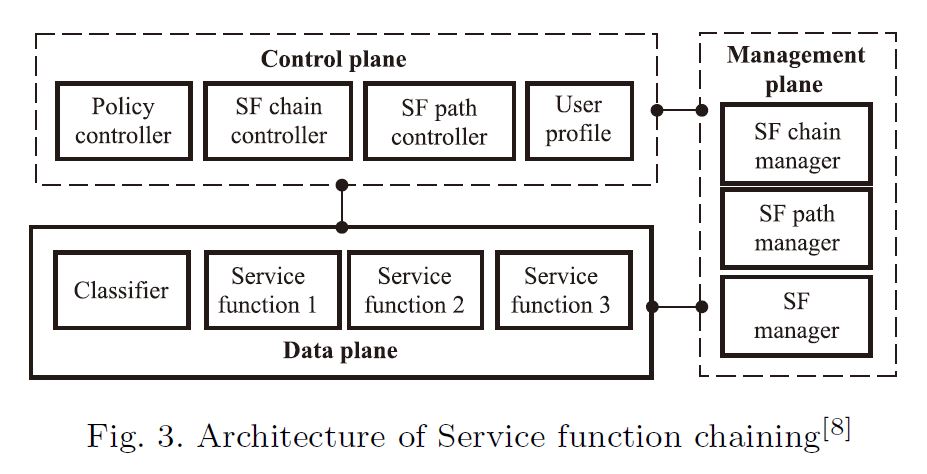 Control plane
Policy
controller
SF chain
controller
SF path
controller
User
profile
Management
plane
SF chain
manager
SF path
manager
SF
manager
Classifier
Service
function 1
Service
function 2
Service
function 3
Data plane
Fig. 3. Architecture of Service function chaining[8]